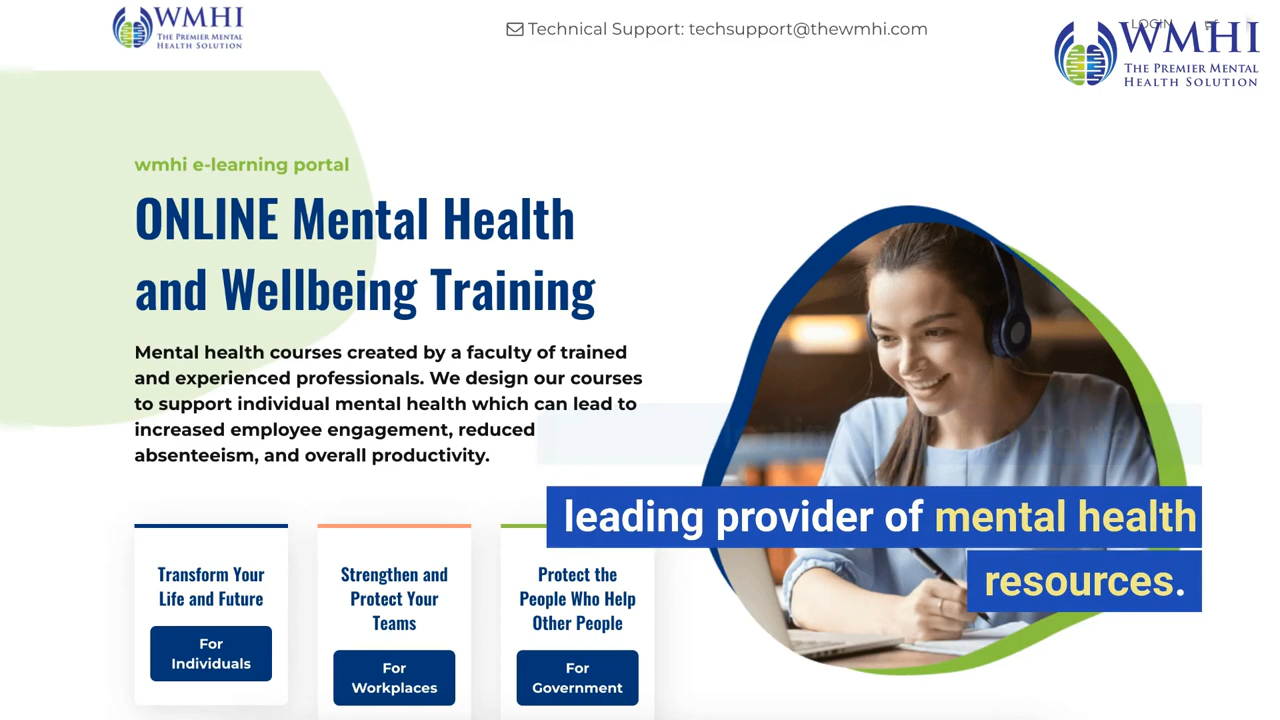 WMHI
THE PREMIER MENTAL
HEALTH SOLUTION
Technical Support: techsupport@thewmhi.com
LOGIN
WMHI
THE PREMIER MENTAL
HEALTH SOLUTION
wmhi e-learning portal
ONLINE Mental Health
and Wellbeing Training
Mental health courses created by a faculty of trained
and experienced professionals. We design our courses
to support individual mental health which can lead to
increased employee engagement, reduced
absenteeism, and overall productivity.
leading provider of mental health
resources.
Transform Your
Life and Future
For
Individuals
Strengthen and
Protect Your
Teams
For
Workplaces
Protect the
People Who Help
Other People
For
Government